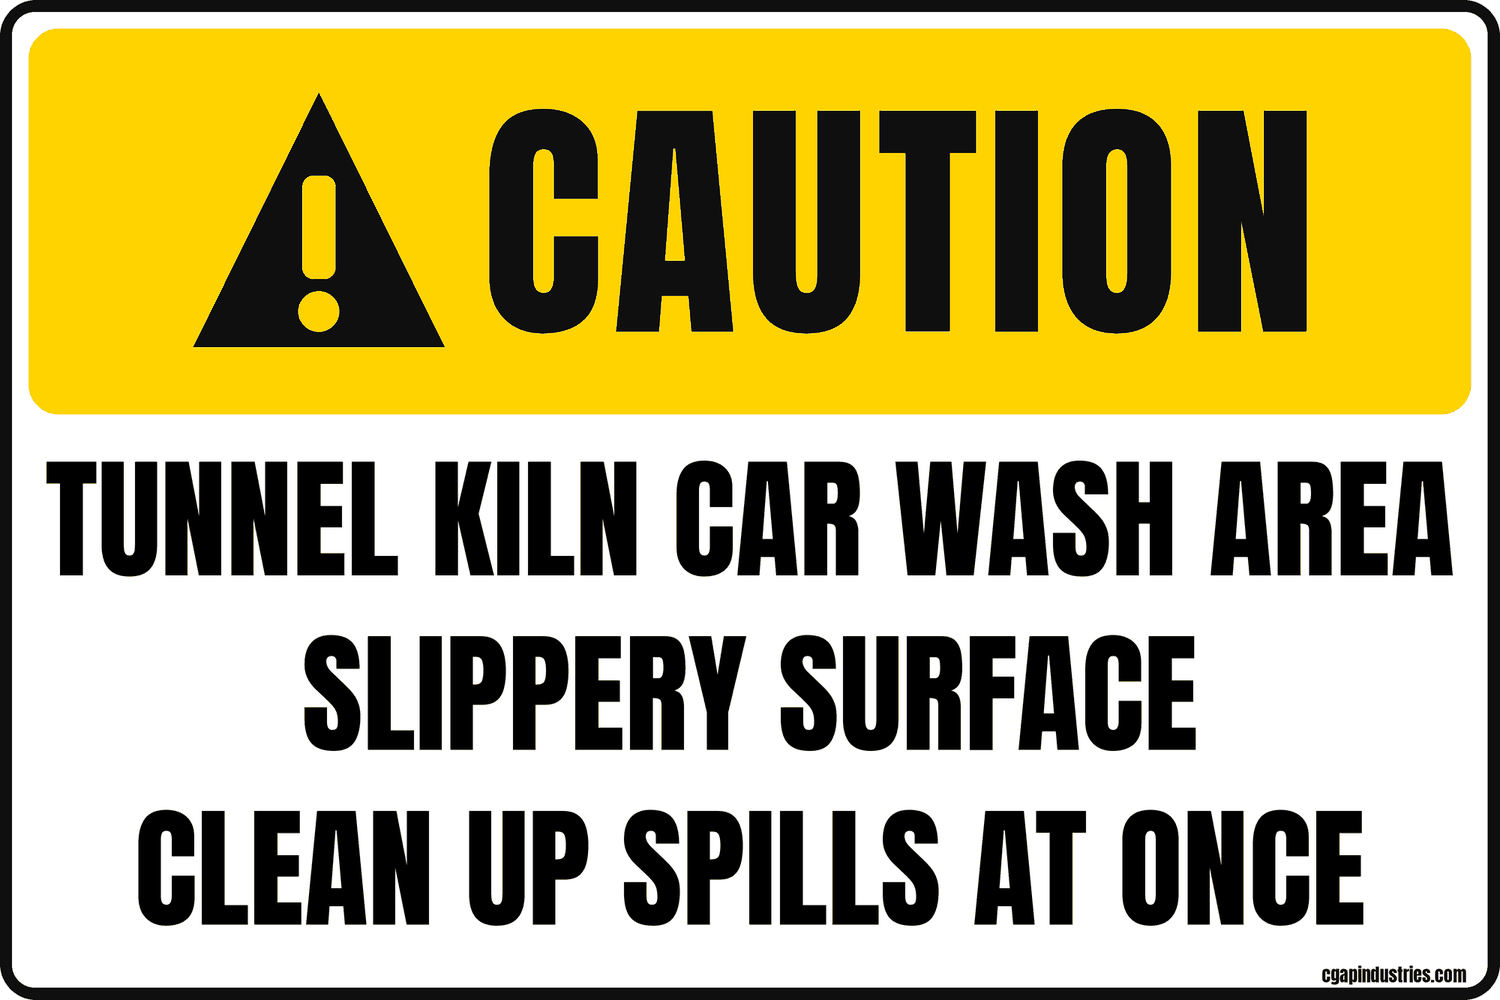 CAUTION
TUNNEL KILN CAR WASH AREA
SLIPPERY SURFACE
CLEAN UP SPILLS AT ONCE
cgapindustries.com